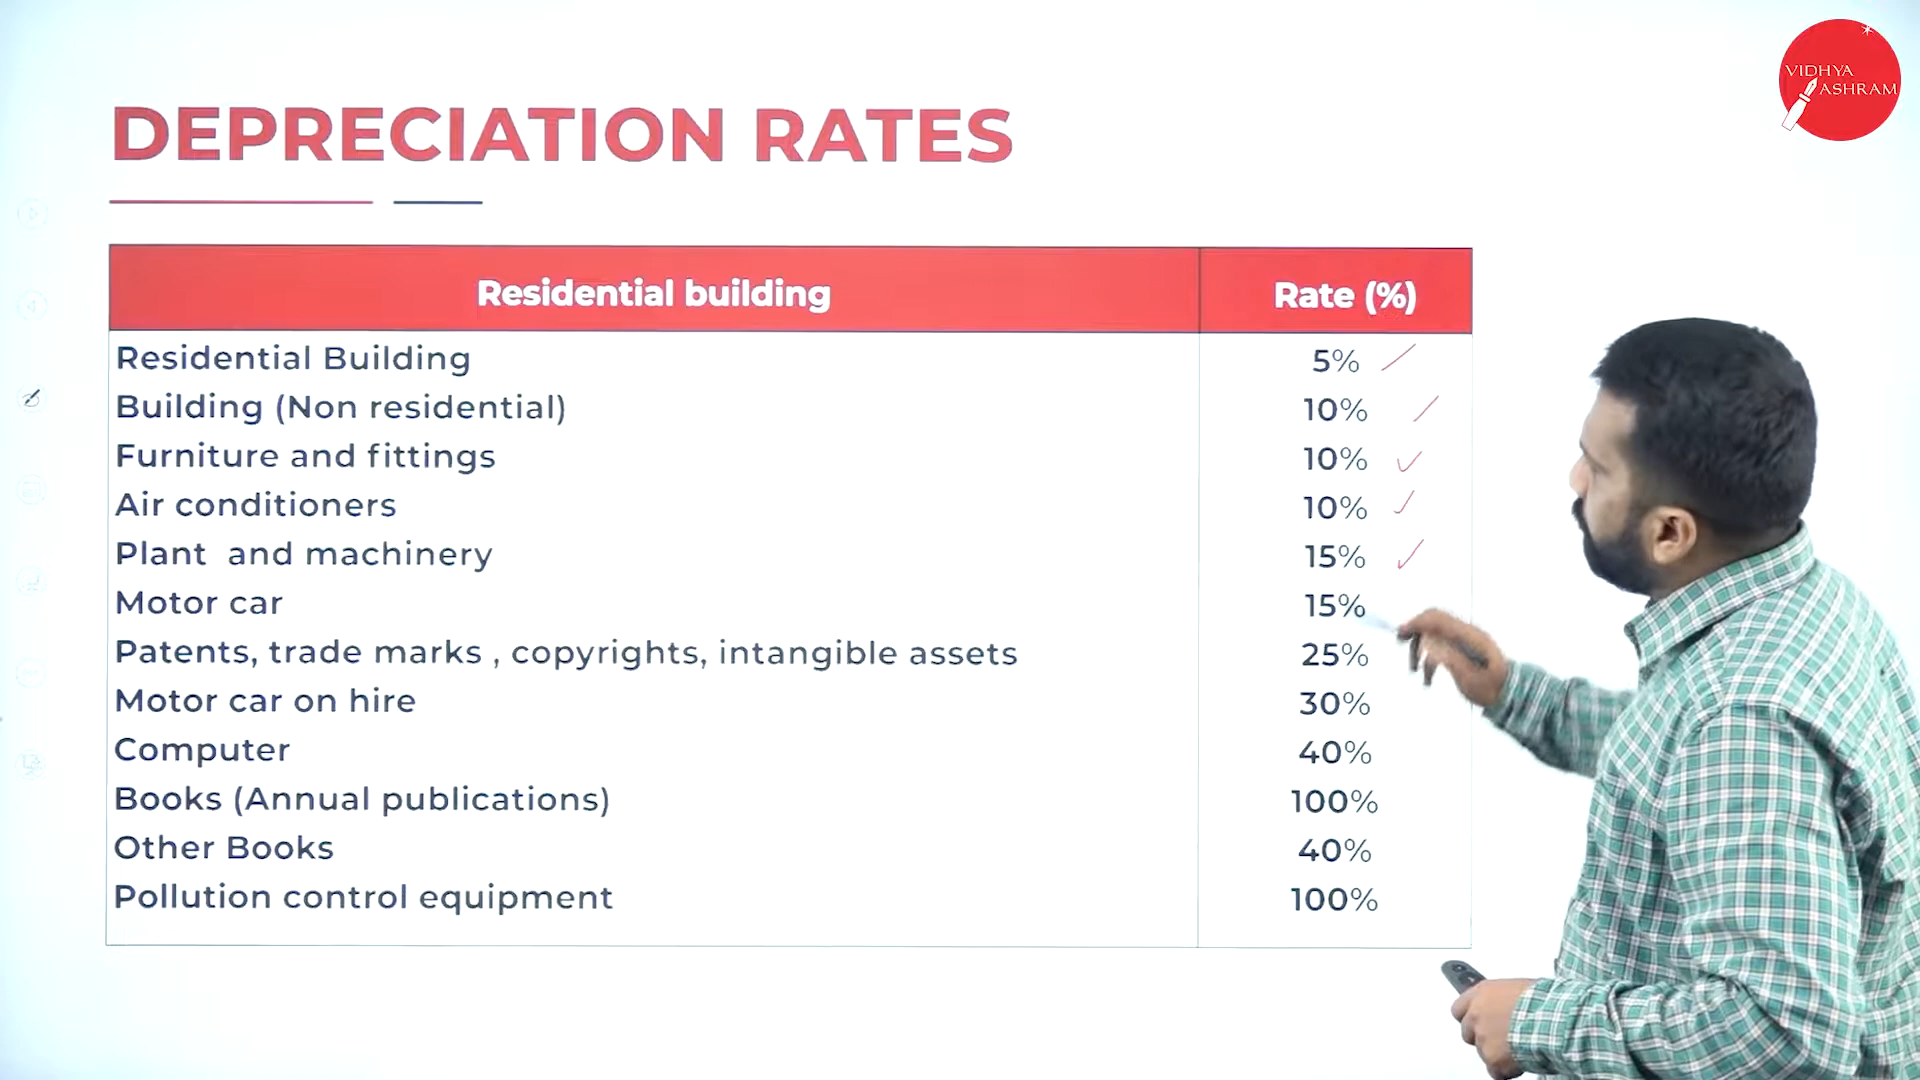 VIDHYA
ASHRAM
DEPRECIATION RATES
Residential building Rate (%)
Residential Building 5%
Building (Non residential) 10%
Furniture and fittings 10%
Air conditioners 10%
Plant and machinery 15%
Motor car 15%
Patents, trade marks , copyrights, intangible assets 25%
Motor car on hire 30%
Computer 40%
Books (Annual publications) 100%
Other Books 40%
Pollution control equipment 100%